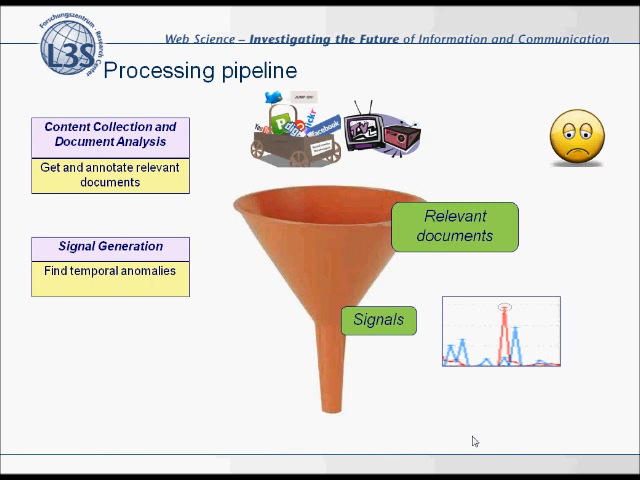 Forschungszentrum
Research Center
L3S
Web Science – Investigating the Future of Information and Communication
Processing pipeline
Content Collection and
Document Analysis
Get and annotate relevant
documents
Signal Generation
Find temporal anomalies
facebook
Relevant
documents
Signals